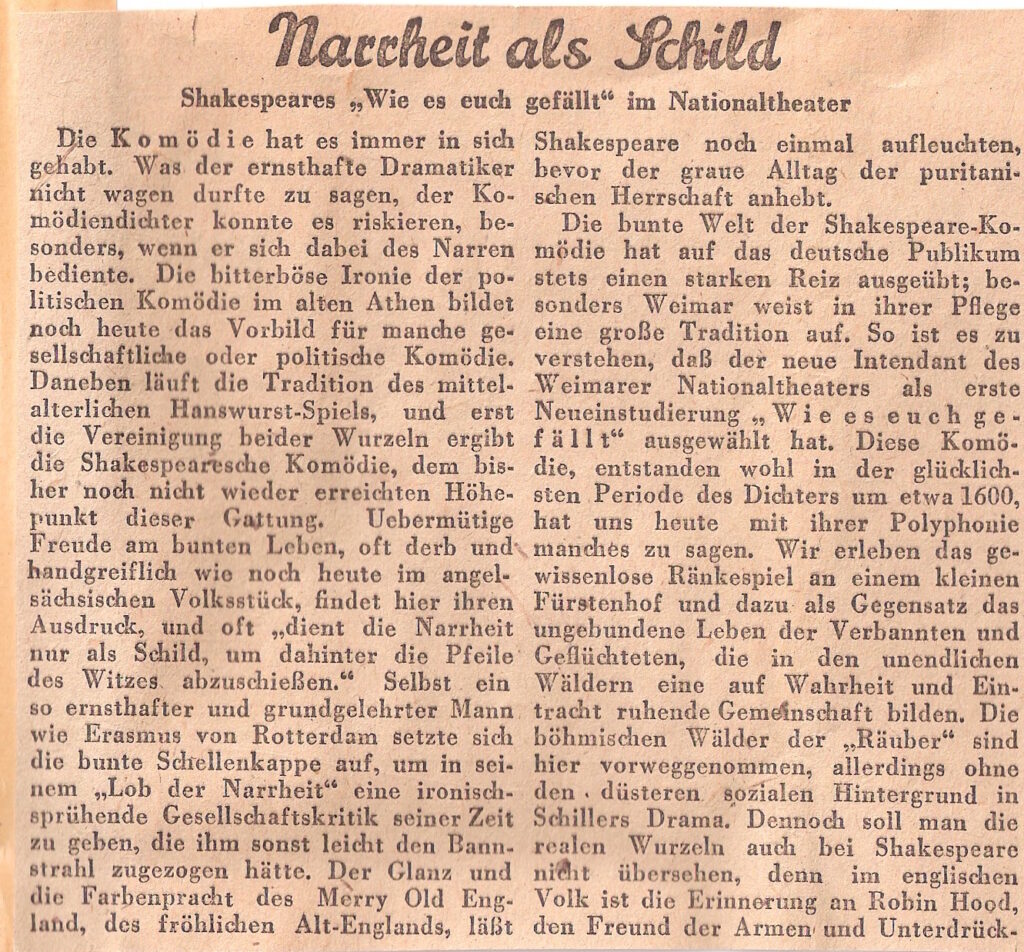 Narrheit als Schild
Shakespeares „Wie es euch gefällt“ im Nationaltheater
Die Komödie hat es immer in sich
gehabt. Was der ernsthafte Dramatiker
nicht wagen durfte zu sagen, der Ko-
mödiendichter konnte es riskieren, be-
sonders, wenn er sich dabei des Narren
bediente. Die bitterböse Ironie der po-
litischen Komödie im alten Athen bildet
noch heute das Vorbild für manche ge-
sellschaftliche oder politische Komödie.
Daneben läuft die Tradition des mittel-
alterlichen Hanswurst-Spiels, und erst
die Vereinigung beider Wurzeln ergibt
die Shakespearesche Komödie, dem bis-
her noch nicht wieder erreichten Höhe-
punkt dieser Gattung. Uebermütige
Freude am bunten Leben, oft derb und
handgreiflich wie noch heute im angel-
sächsischen Volksstück, findet hier ihren
Ausdruck, und oft „dient die Narrheit
nur als Schild, um dahinter die Pfeile
des Witzes abzuschießen.“ Selbst ein
so ernsthafter und grundgelehrter Mann
wie Erasmus von Rotterdam setzte sich
die bunte Schellenkappe auf, um in sei-
nem „Lob der Narrheit“ eine ironisch-
sprühende Gesellschaftskritik seiner Zeit
zu geben, die ihm sonst leicht den Bann-
strahl zugezogen hätte. Der Glanz und
die Farbenpracht des Merry Old Eng-
land, des fröhlichen Alt-Englands, läßt
Shakespeare noch einmal aufleuchten,
bevor der graue Alltag der puritani-
schen Herrschaft anhebt.
Die bunte Welt der Shakespeare-Ko-
mödie hat auf das deutsche Publikum
stets einen starken Reiz ausgeübt; be-
sonders Weimar weist in ihrer Pflege
eine große Tradition auf. So ist es zu
verstehen, daß der neue Intendant des
Weimarer Nationaltheaters als erste
Neueinstudierung „Wie es euch ge-
fällt“ ausgewählt hat. Diese Komö-
die, entstanden wohl in der glücklich-
sten Periode des Dichters um etwa 1600,
hat uns heute mit ihrer Polyphonie
manches zu sagen. Wir erleben das ge-
wissenlose Ränkespiel an einem kleinen
Fürstenhof und dazu als Gegensatz das
ungebundene Leben der Verbannten und
Geflüchteten, die in den unendlichen
Wäldern eine auf Wahrheit und Ein-
tracht ruhende Gemeinschaft bilden. Die
böhmischen Wälder der „Räuber“ sind
hier vorweggenommen, allerdings ohne
den düsteren sozialen Hintergrund in
Schillers Drama. Dennoch soll man die
realen Wurzeln auch bei Shakespeare
nicht übersehen, denn im englischen
Volk ist die Erinnerung an Robin Hood,
den Freund der Armen und Unterdrück-